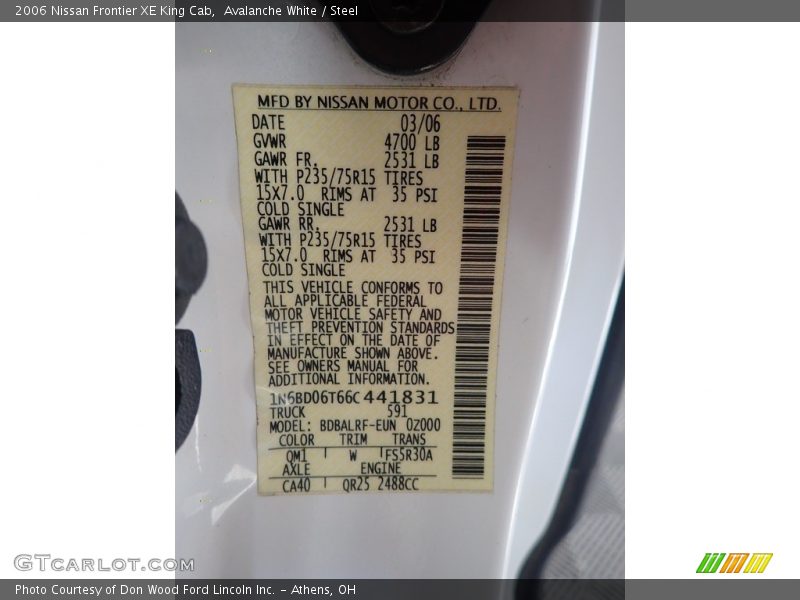 2006 Nissan Frontier XE King Cab,  Avalanche White / Steel
MFD BY NISSAN MOTOR CO., LTD.
DATE 03/06
GVWR 4700 LB
GAWR FR. 2531 LB
WITH P235/75R15 TIRES
15X7.0 RIMS AT 35 PSI
COLD SINGLE
GAWR RR. 2531 LB
WITH P235/75R15 TIRES
15X7.0 RIMS AT 35 PSI
COLD SINGLE
THIS VEHICLE CONFORMS TO
ALL APPLICABLE FEDERAL
MOTOR VEHICLE SAFETY AND
THEFT PREVENTION STANDARDS
IN EFFECT ON THE DATE OF
MANUFACTURE SHOWN ABOVE.
SEE OWNERS MANUAL FOR
ADDITIONAL INFORMATION.
1N6BD06T66C441831
TRUCK 591
MODEL: BDBALRF-EUN 0Z000
COLOR TRIM TRANS
QM1 W FS5R30A
AXLE ENGINE
CA40 QR25 2488CC
GTCarLot.com
Photo Courtesy of Don Wood Ford Lincoln Inc. - Athens, OH